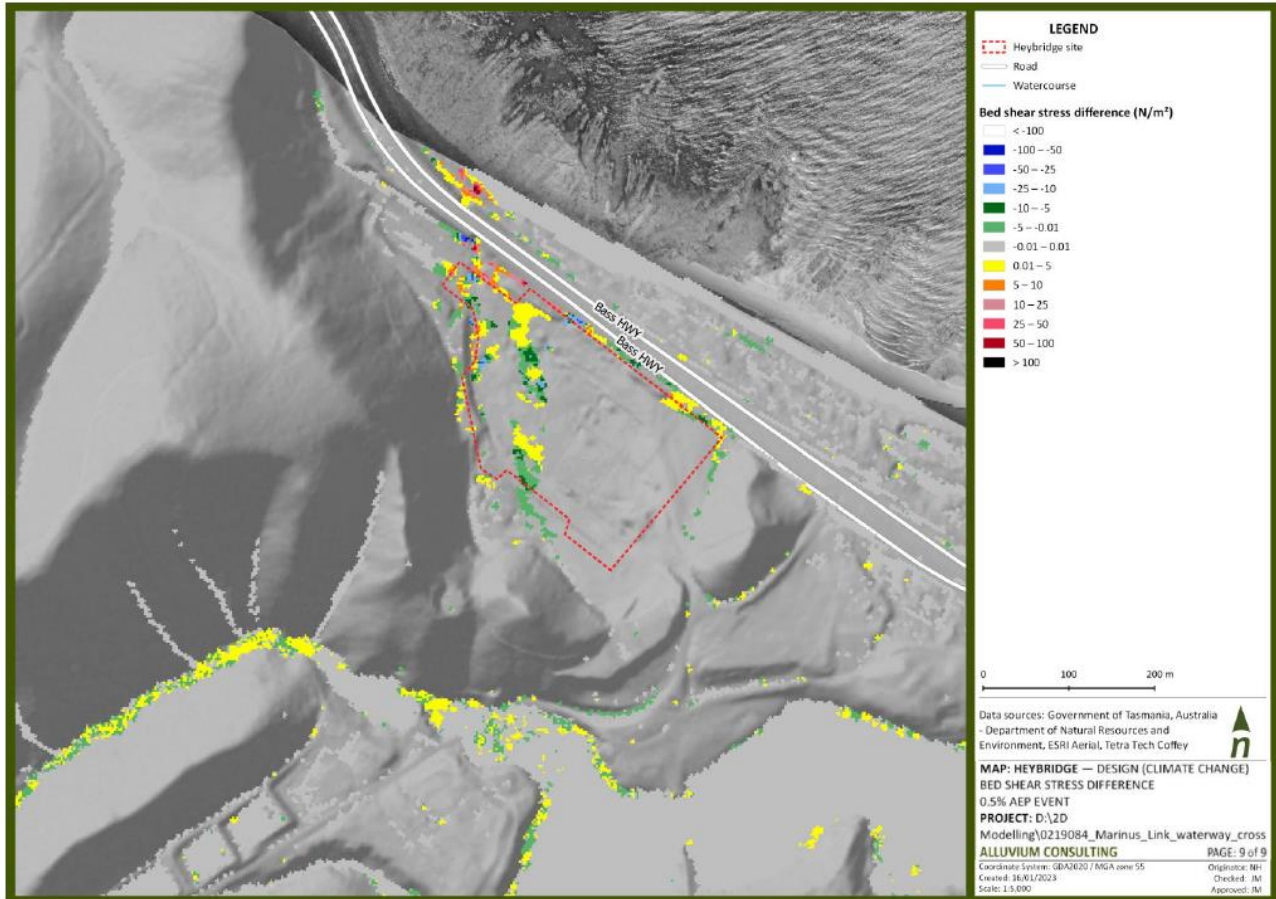 Bass HWY
Bass HWY
LEGEND
Heybridge site
Road
Watercourse
Bed shear stress difference (N/m²)
< -100
-100 – -50
-50 – -25
-25 – -10
-10 – -5
-5 – -0.01
-0.01 – 0.01
0.01 – 5
5 – 10
10 – 25
25 – 50
50 – 100
> 100
0 100 200 m
Data sources: Government of Tasmania, Australia
- Department of Natural Resources and
Environment, ESRI Aerial, Tetra Tech Coffey
n
MAP: HEYBRIDGE — DESIGN (CLIMATE CHANGE)
BED SHEAR STRESS DIFFERENCE
0.5% AEP EVENT
PROJECT: D:\2D
Modelling\0219084_Marinus_Link_waterway_cross
ALLUVIUM CONSULTING PAGE: 9 of 9
Coordinate System: GDA2020 / MGA zone 55 Originator: NH
Created: 16/01/2023 Checked: JM
Scale: 1:5,000 Approved: JM